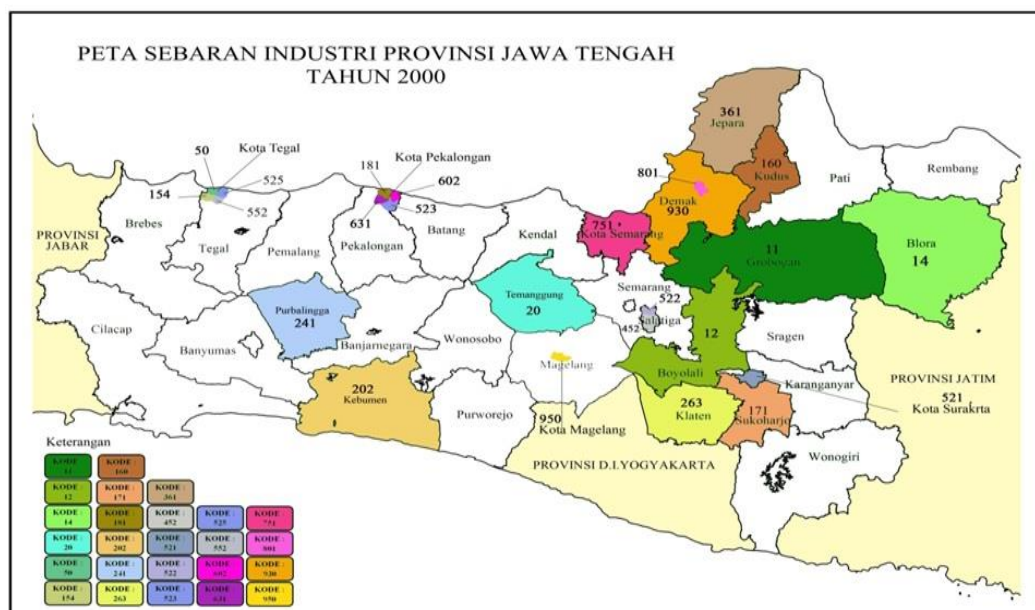 PETA SEBARAN INDUSTRI PROVINSI JAWA TENGAH
TAHUN 2000
361
Jepara
50
Kota Tegal
181
Kota Pekalongan
160
Kudus
Rembang
154
525
602
801
Pati
552
631
523
Demak
930
Brebes
751
Kota Semarang
PROVINSI
JABAR
Tegal
Pemalang
Pekalongan
Batang
Kendal
11
Groboyan
Blora
14
Semarang
522
Purbalingga
241
Temanggung
20
Salatiga
452
12
Cilacap
Banyumas
Banjarnegara
Wonosobo
Sragen
Magelang
Boyolali
202
Kebumen
Karanganyar
PROVINSI JATIM
263
Klaten
521
Kota Surakrta
171
Sukoharjo
Purworejo
950
Kota Magelang
Wonogiri
PROVINSI D.I.YOGYAKARTA
Keterangan
KODE :
11
KODE :
160
KODE :
12
KODE :
171
KODE :
361
KODE :
14
KODE :
181
KODE :
452
KODE :
525
KODE :
751
KODE :
20
KODE :
202
KODE :
521
KODE :
552
KODE :
801
KODE :
50
KODE :
241
KODE :
522
KODE :
602
KODE :
930
KODE :
154
KODE :
263
KODE :
523
KODE :
631
KODE :
950